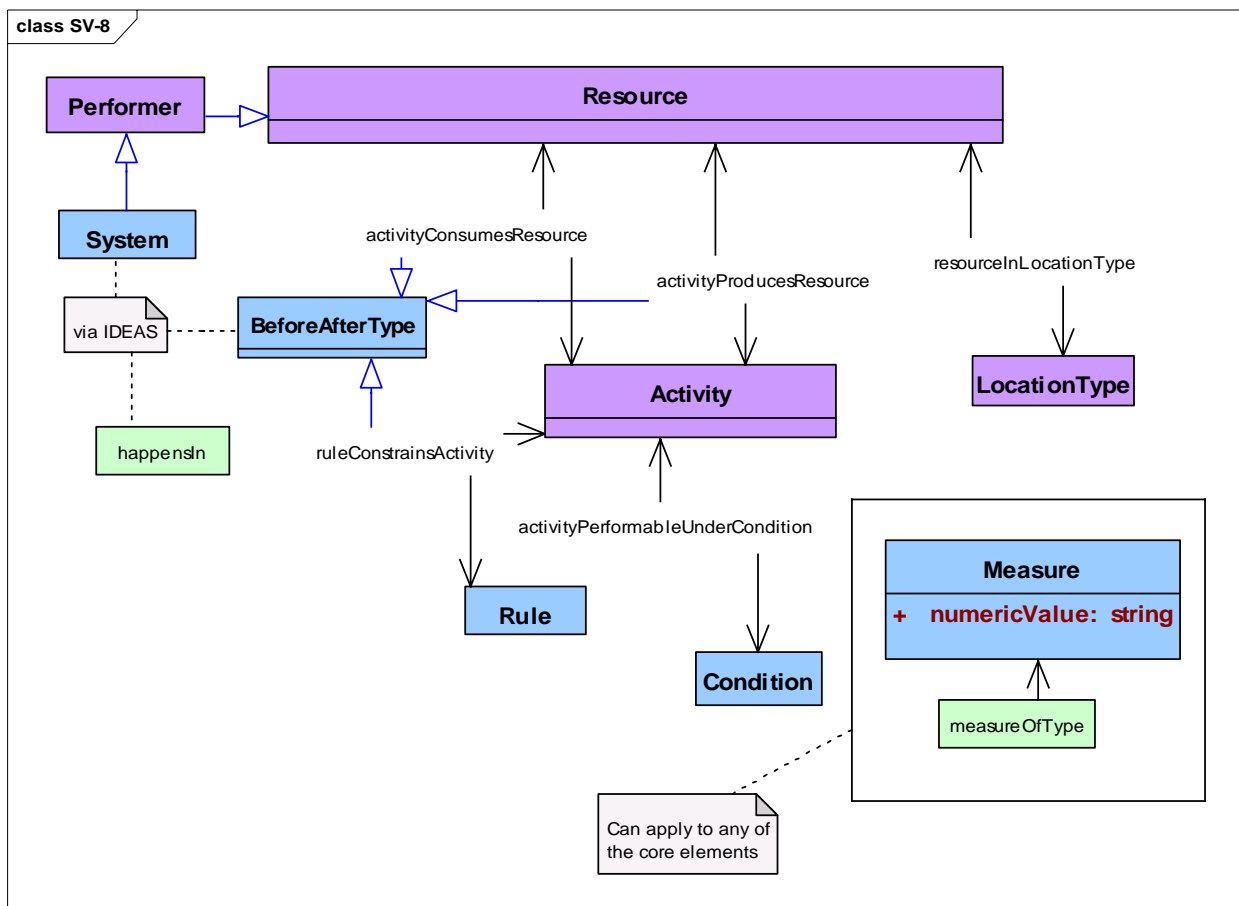 class SV-8
Performer
Resource
System
activityConsumesResource
activityProducesResource
resourceInLocationType
via IDEAS
BeforeAfterType
Activity
LocationType
happensIn
ruleConstrainsActivity
activityPerformableUnderCondition
Measure
+ numericValue: string
Rule
Condition
measureOfType
Can apply to any of
the core elements